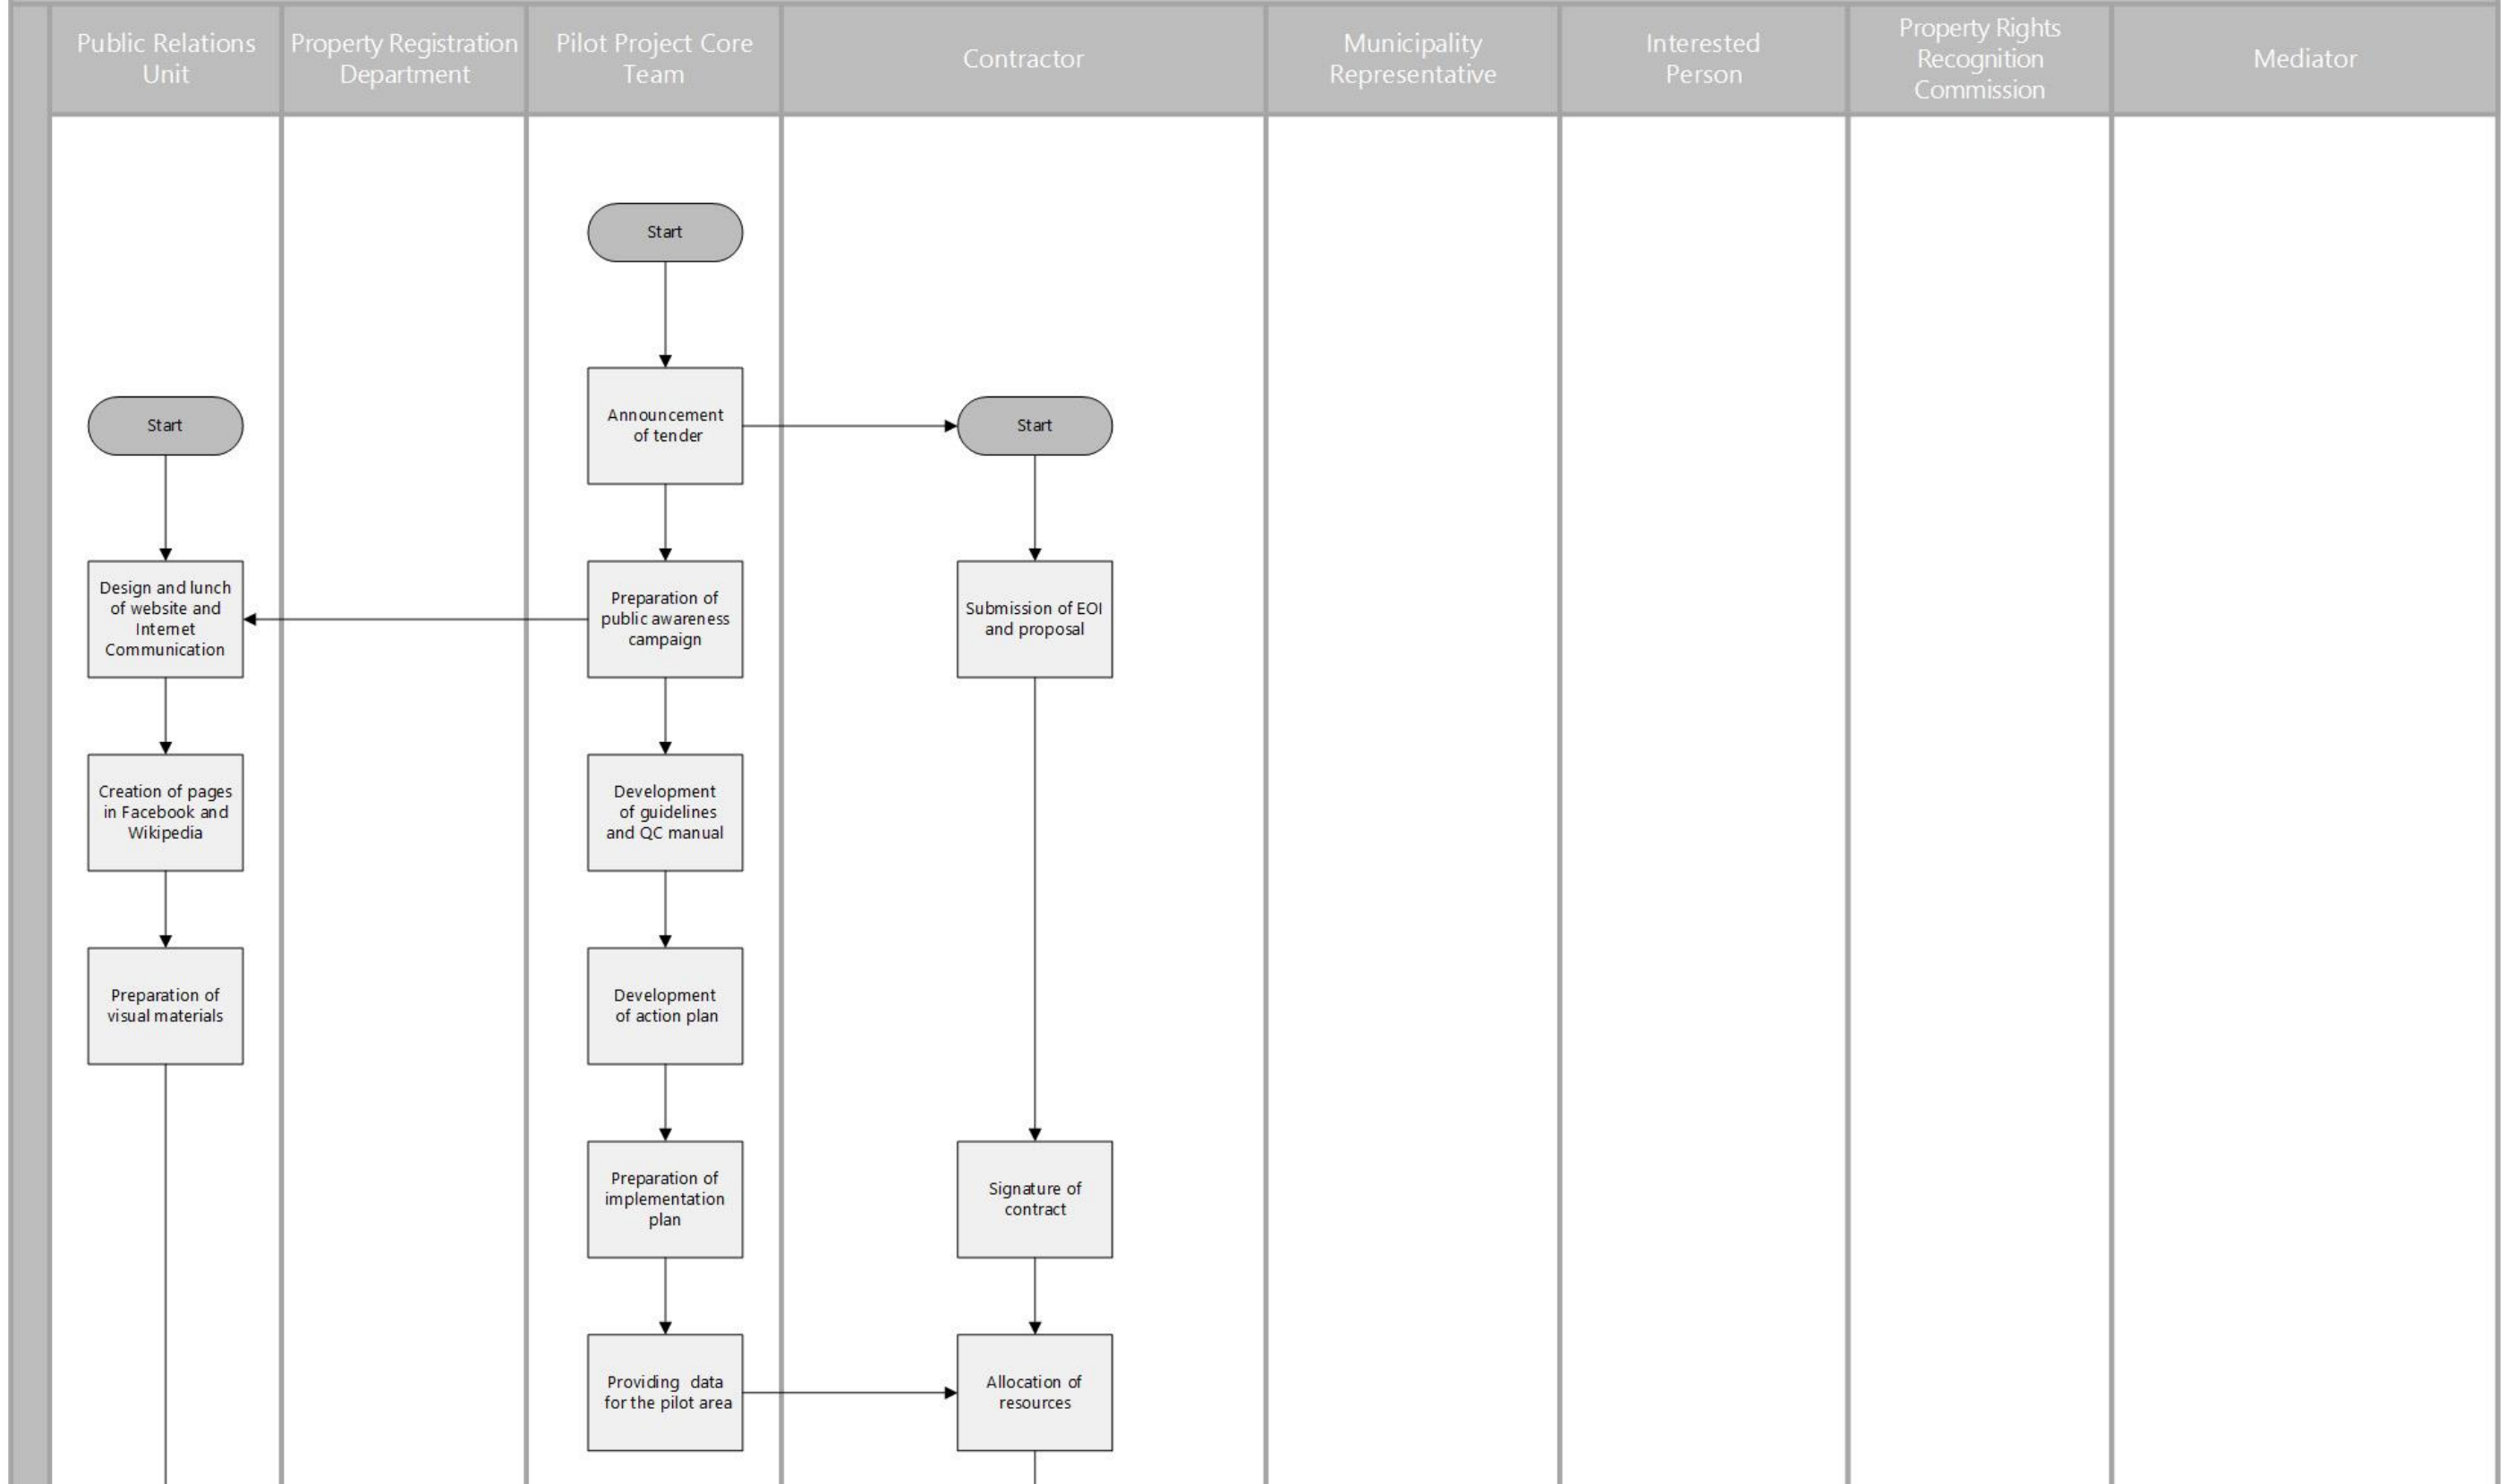 Public Relations
Unit
Property Registration
Department
Pilot Project Core
Team
Contractor
Municipality
Representative
Interested
Person
Property Rights
Recognition
Commission
Mediator
Start
Announcement
of tender
Start
Start
Design and lunch
of website and
Internet
Communication
Preparation of
public awareness
campaign
Submission of EOI
and proposal
Creation of pages
in Facebook and
Wikipedia
Development
of guidelines
and QC manual
Preparation of
visual materials
Development
of action plan
Preparation of
implementation
plan
Signature of
contract
Providing data
for the pilot area
Allocation of
resources